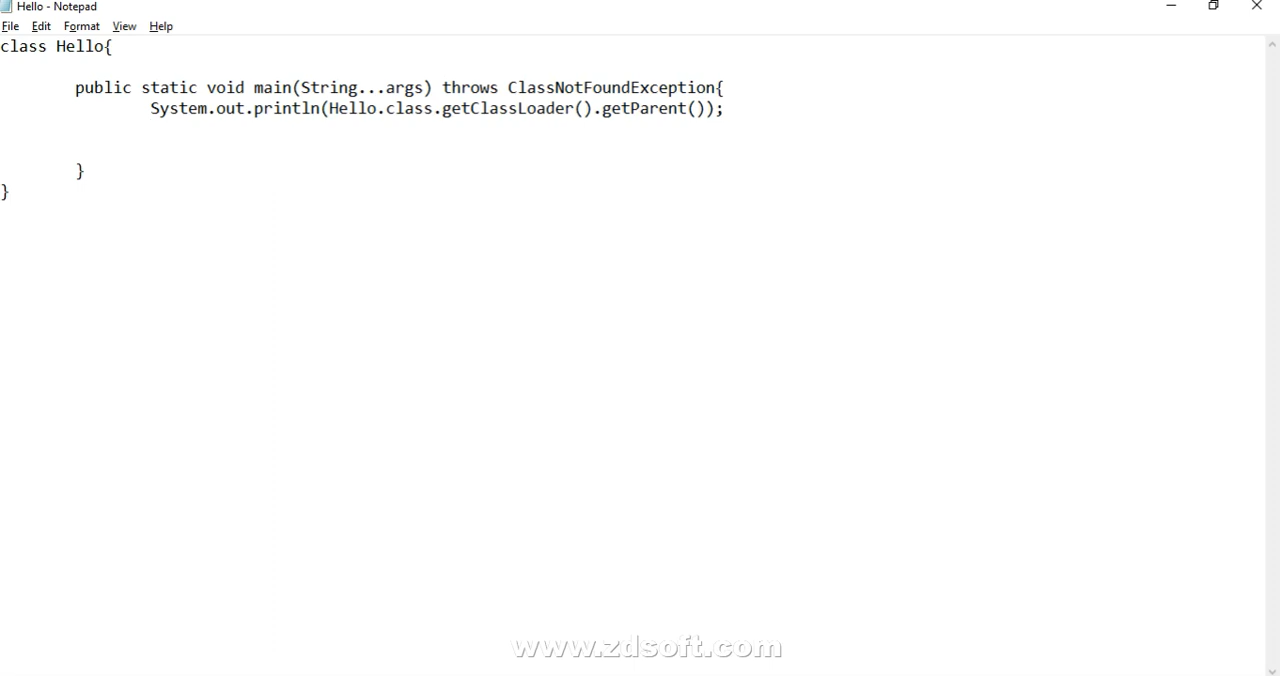 Hello - Notepad
File Edit Format View Help
class Hello{
public static void main(String...args) throws ClassNotFoundException{
System.out.println(Hello.class.getClassLoader().getParent());
}
}
www.zdsoft.com